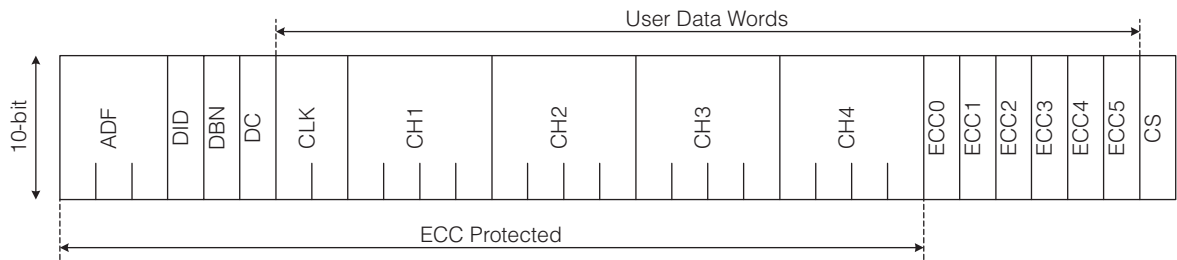 User Data Words
10-bit
ADF
DID
DBN
DC
CLK
CH1
CH2
CH3
CH4
ECC0
ECC1
ECC2
ECC3
ECC4
ECC5
CS
ECC Protected